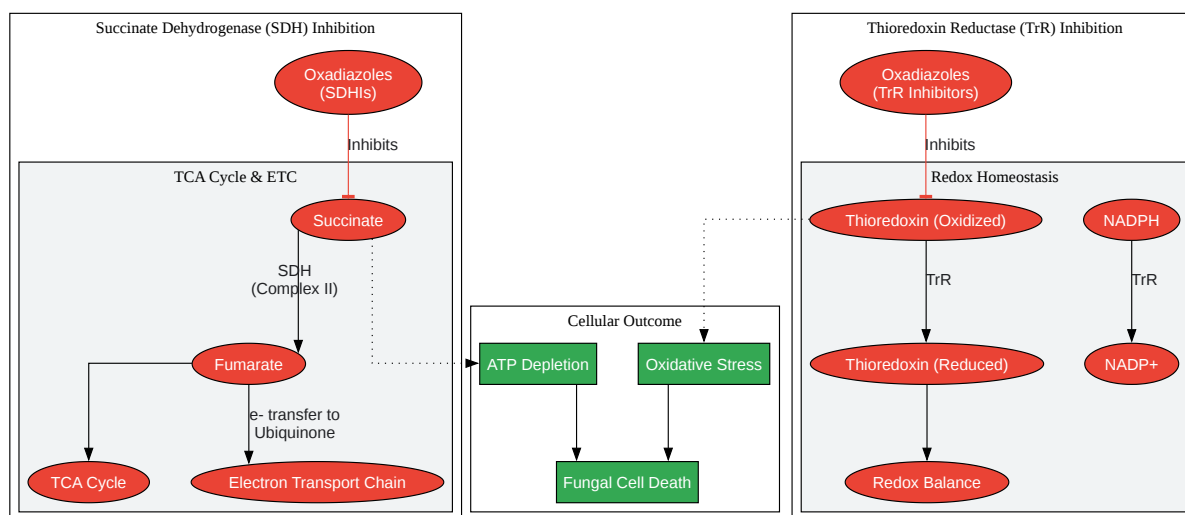 Succinate Dehydrogenase (SDH) Inhibition
Oxadiazoles
(SDHIs)
Inhibits
TCA Cycle & ETC
Succinate
SDH
(Complex II)
Fumarate
e- transfer to
Ubiquinone
TCA Cycle
Electron Transport Chain
Cellular Outcome
ATP Depletion
Oxidative Stress
Fungal Cell Death
Thioredoxin Reductase (TrR) Inhibition
Oxadiazoles
(TrR Inhibitors)
Inhibits
Redox Homeostasis
Thioredoxin (Oxidized)
NADPH
TrR
TrR
Thioredoxin (Reduced)
NADP+
Redox Balance